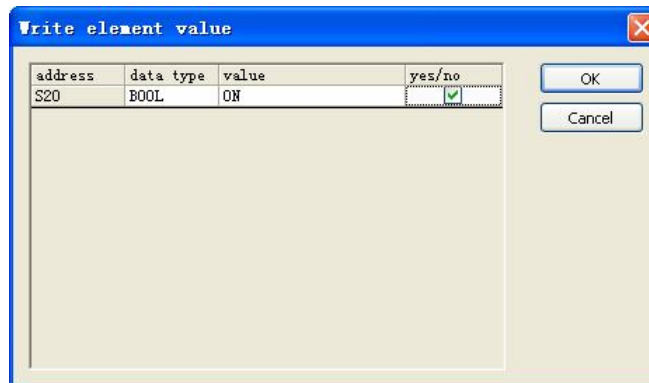 Write element value
address data type value yes/no
S20 BOOL ON
OK
Cancel